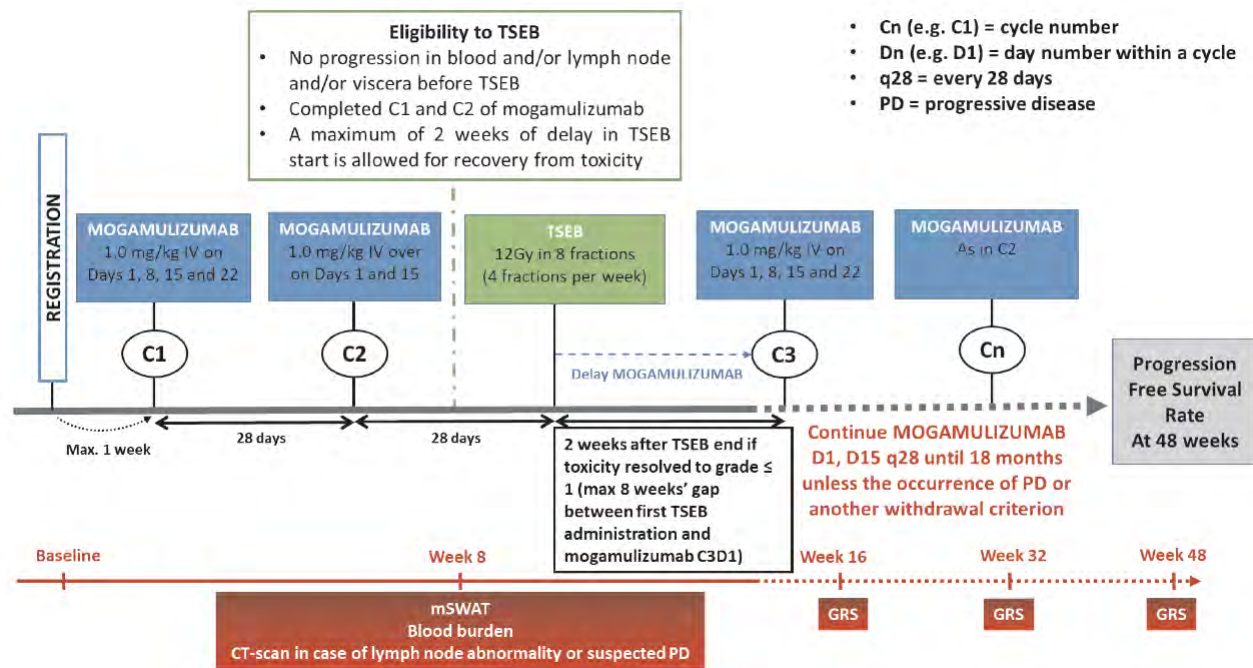 Eligibility to TSEB
• No progression in blood and/or lymph node
and/or viscera before TSEB
• Completed C1 and C2 of mogamulizumab
• A maximum of 2 weeks of delay in TSEB
start is allowed for recovery from toxicity
• Cn (e.g. C1) = cycle number
• Dn (e.g. D1) = day number within a cycle
• q28 = every 28 days
• PD = progressive disease
REGISTRATION
MOGAMULIZUMAB
1.0 mg/kg IV on
Days 1, 8, 15 and 22
MOGAMULIZUMAB
1.0 mg/kg IV over
on Days 1 and 15
TSEB
12Gy in 8 fractions
(4 fractions per week)
MOGAMULIZUMAB
1.0 mg/kg IV on
Days 1, 8, 15 and 22
MOGAMULIZUMAB
As in C2
C1
C2
Delay MOGAMULIZUMAB
C3
Cn
Progression
Free Survival
Rate
At 48 weeks
Max. 1 week
28 days
28 days
2 weeks after TSEB end if
toxicity resolved to grade ≤
1 (max 8 weeks’ gap
between first TSEB
administration and
mogamulizumab C3D1)
Continue MOGAMULIZUMAB
D1, D15 q28 until 18 months
unless the occurrence of PD or
another withdrawal criterion
Baseline
Week 8
Week 16
Week 32
Week 48
mSWAT
Blood burden
CT-scan in case of lymph node abnormality or suspected PD
GRS
GRS
GRS